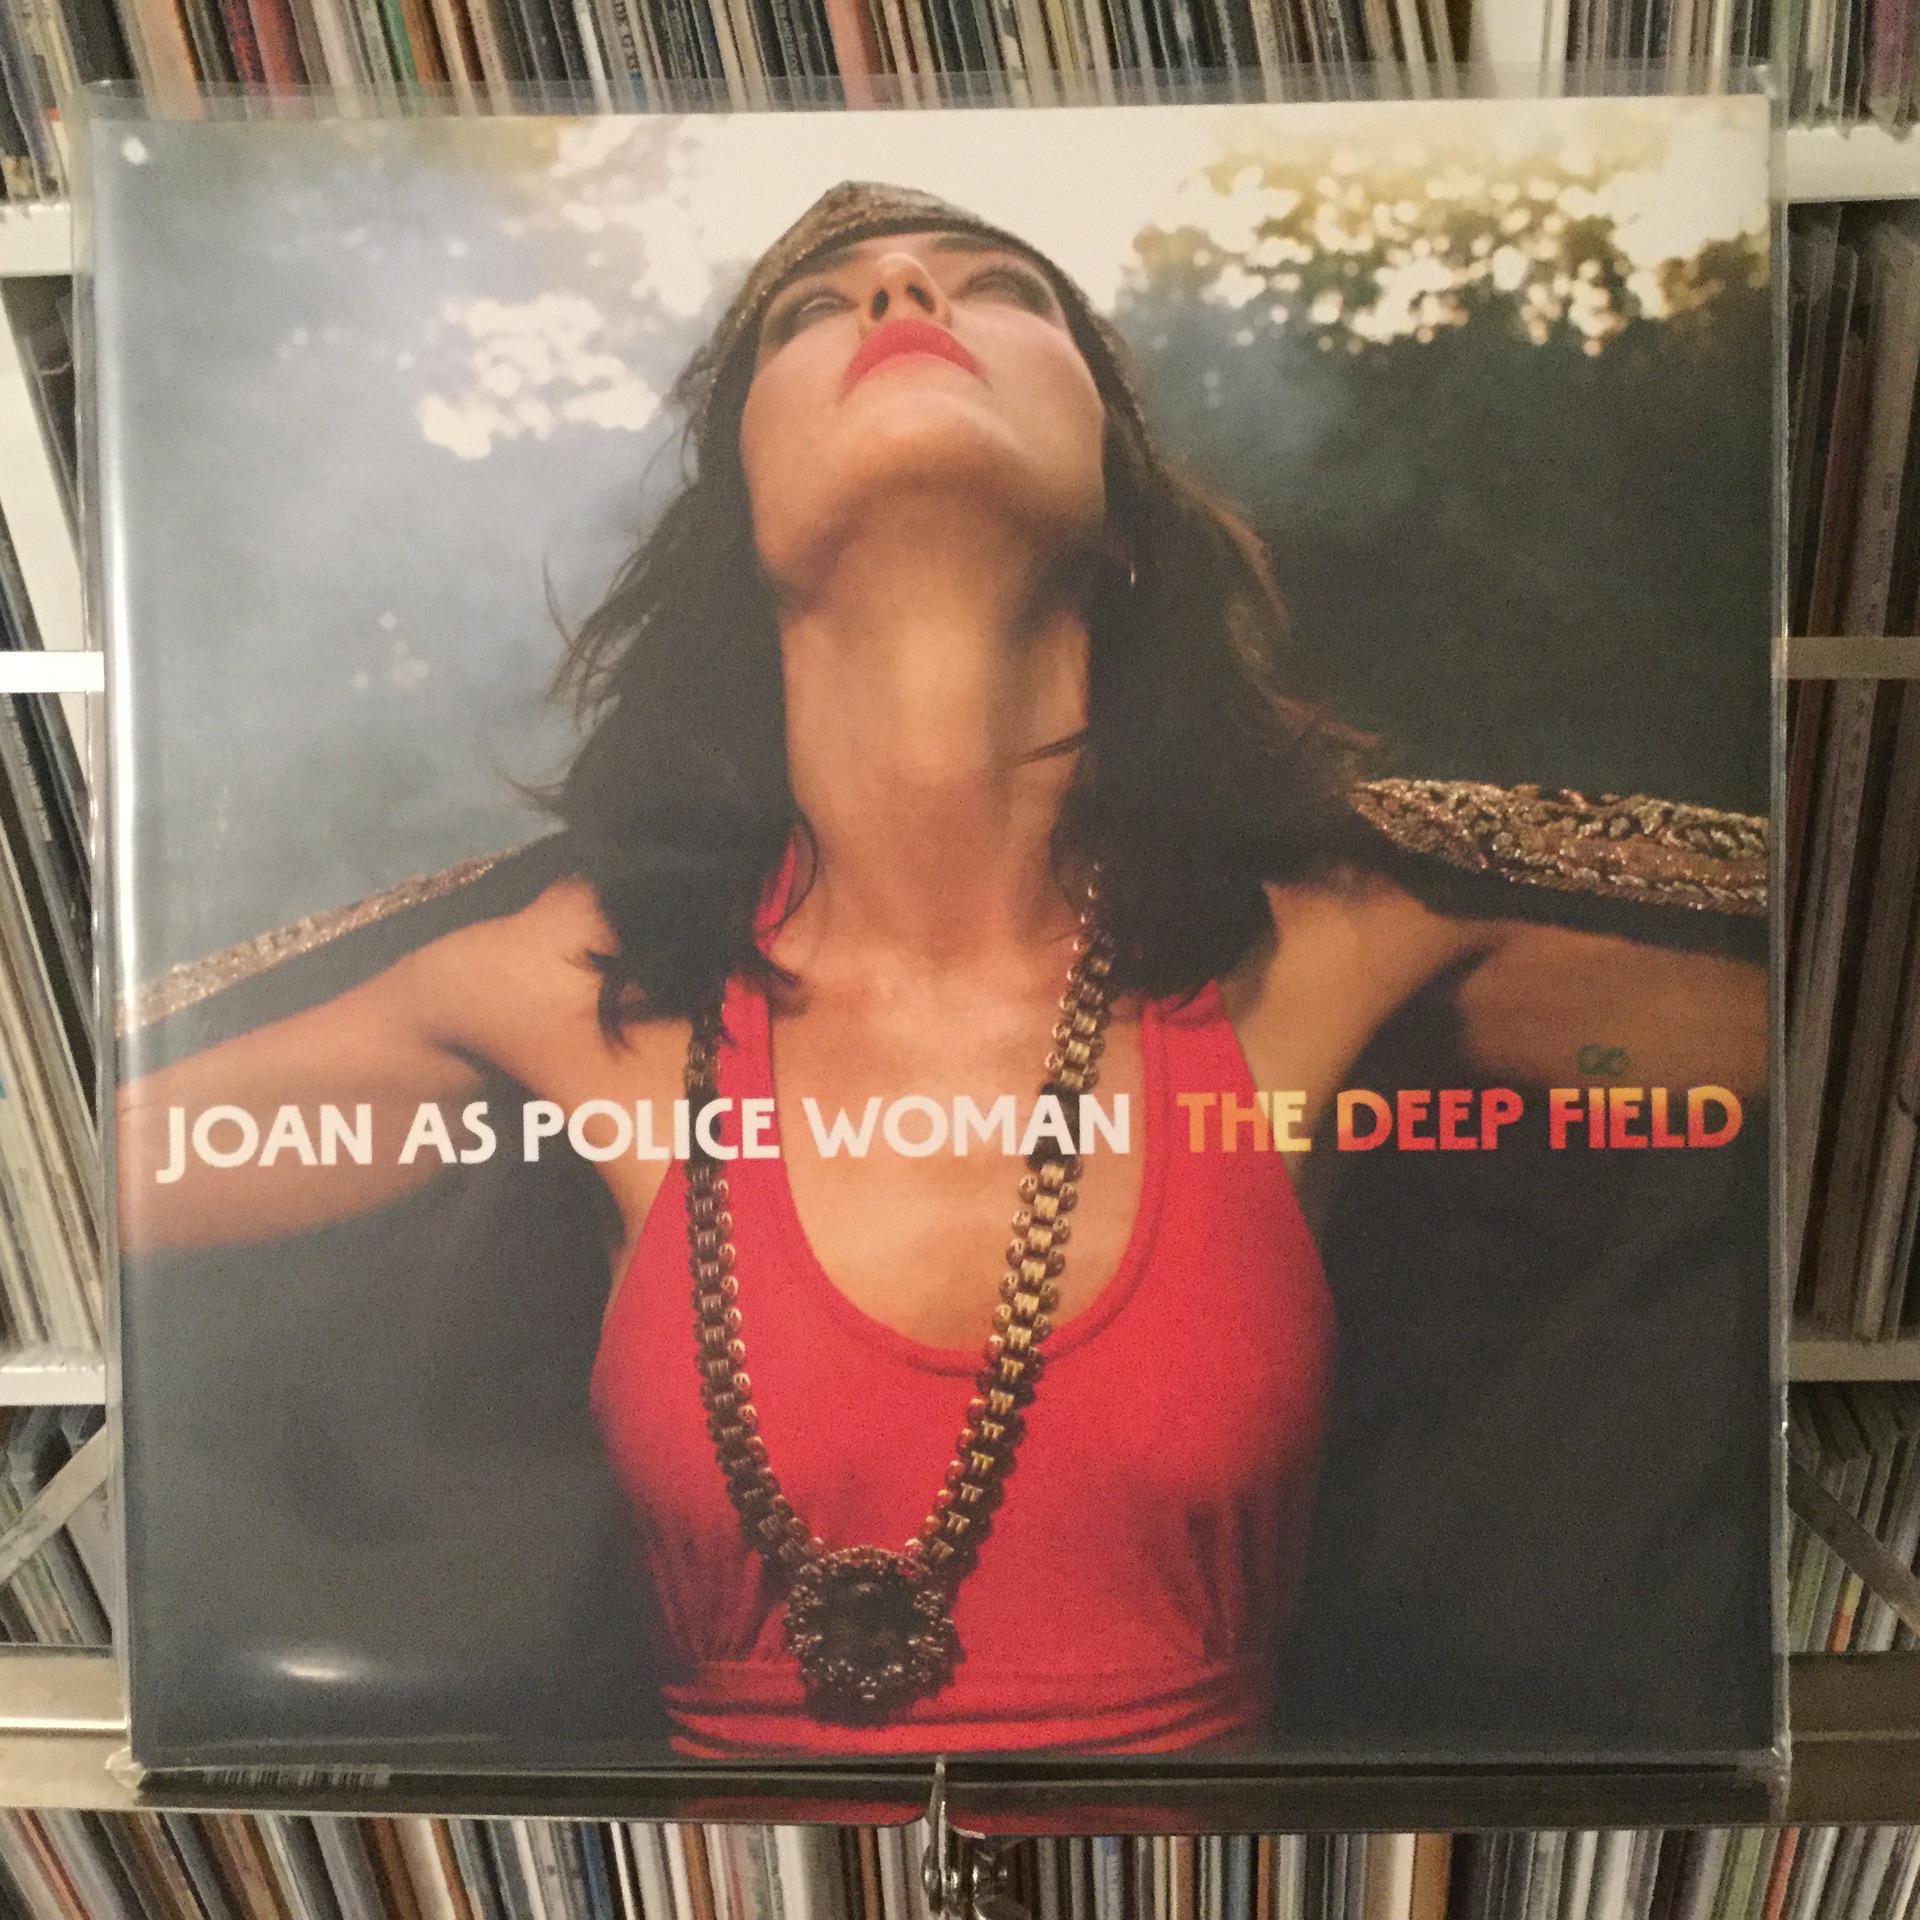 JOAN AS POLICE WOMAN THE DEEP FIELD